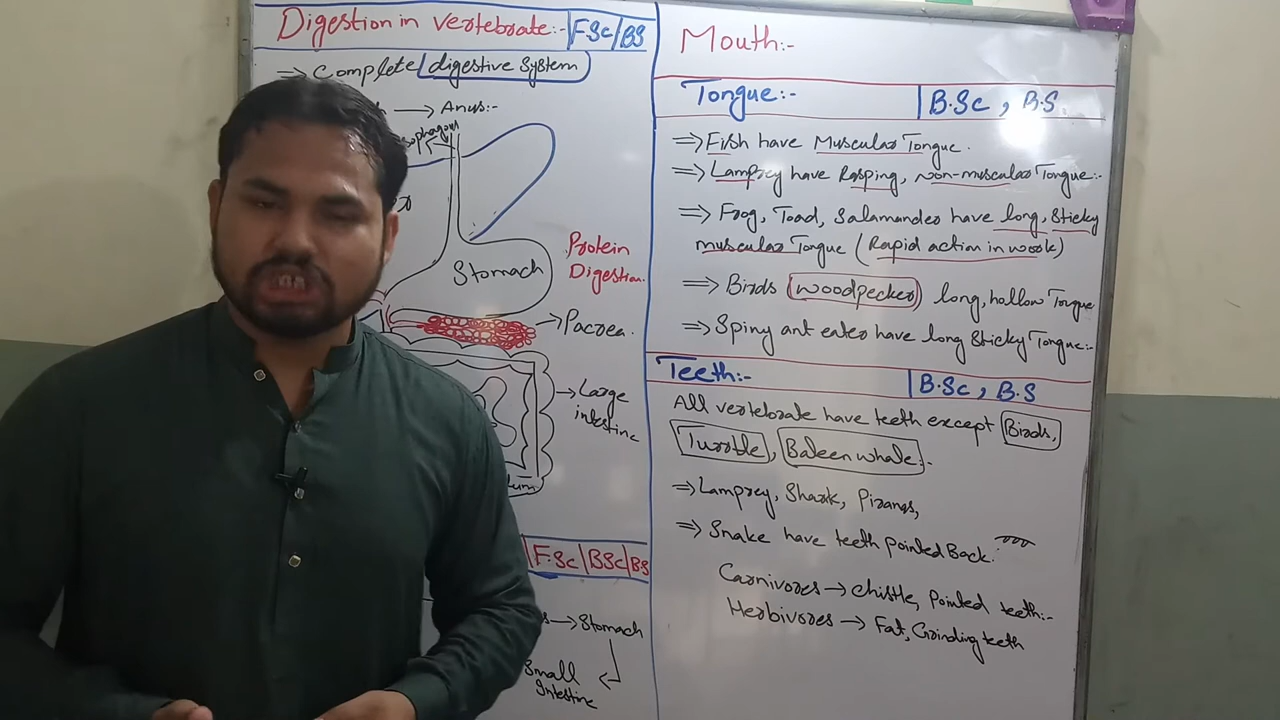 Digestion in vertebrate:- FSc/BS
⇒ Complete digestive system
→ Anus:-
Stomach
Protein
Digestion.
→ Pacrea.
→ Large
intestine
F.Sc/BSc/BS
→ Stomach
Small
Intestine
Mouth:-
Tongue:- B.Sc, B.S.
⇒ Fish have Muscular Tongue.
⇒ Lamprey have Rasping, non-muscular Tongue:-
⇒ Frog, Toad, Salamander have long, Sticky
muscular Tongue (Rapid action in work)
⇒ Birds (woodpecker) long, hollow Tongue
⇒ Spiny ant eater have long Sticky Tongue:-
Teeth:- B.Sc, B.S
All vertebrate have teeth except Birds,
Turtle, Baleen whale:-
⇒ Lamprey, Shark, Piranas,
⇒ Snake have teeth pointed Back:
Carnivores → Chistle, Pointed teeth:-
Herbivores → Fat, Grinding teeth